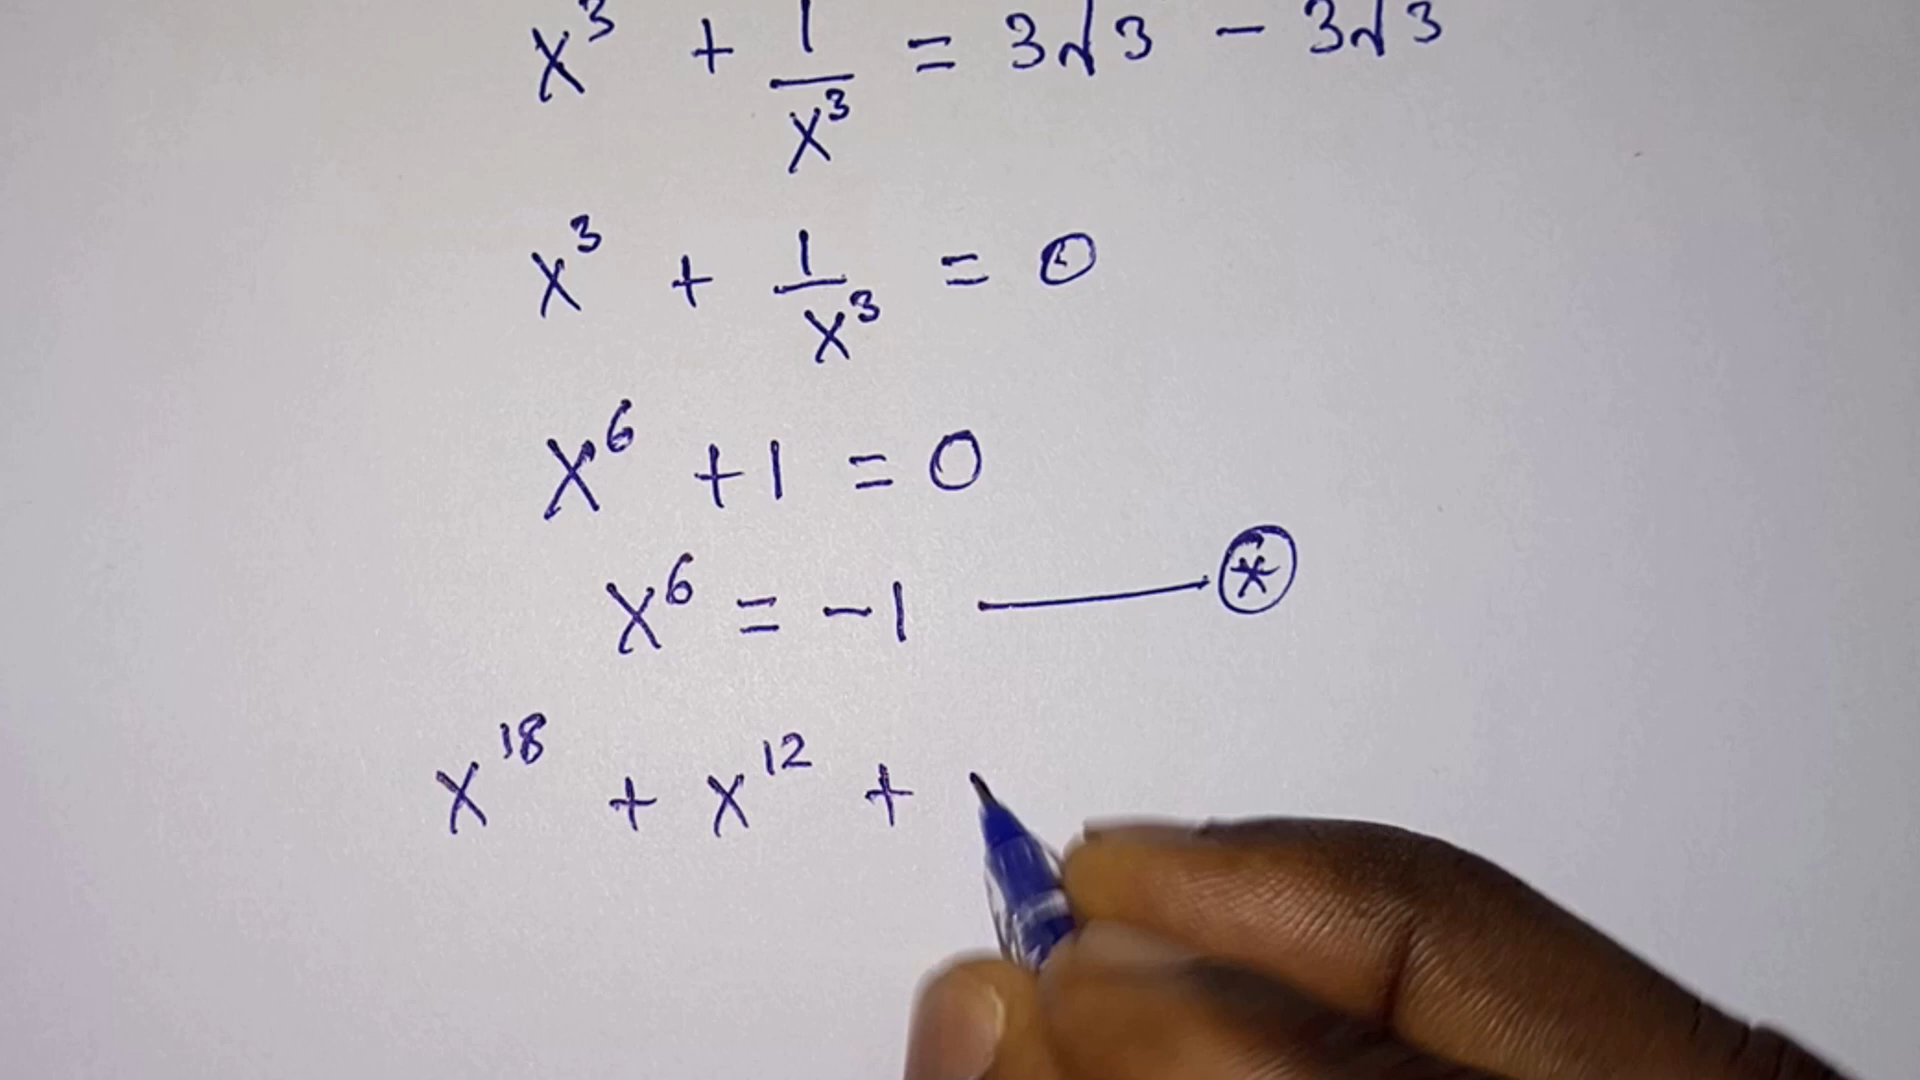 x³ + 1/x³ = 3√3 - 3√3
x³ + 1/x³ = 0
x⁶ + 1 = 0
x⁶ = -1 —— ⊛
x¹⁸ + x¹² +